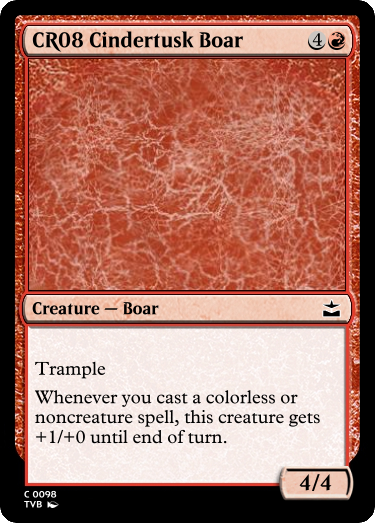 CR08 Cindertusk Boar 4
Creature — Boar
Trample
Whenever you cast a colorless or
noncreature spell, this creature gets
+1/+0 until end of turn.
4/4
C 0098
TVB